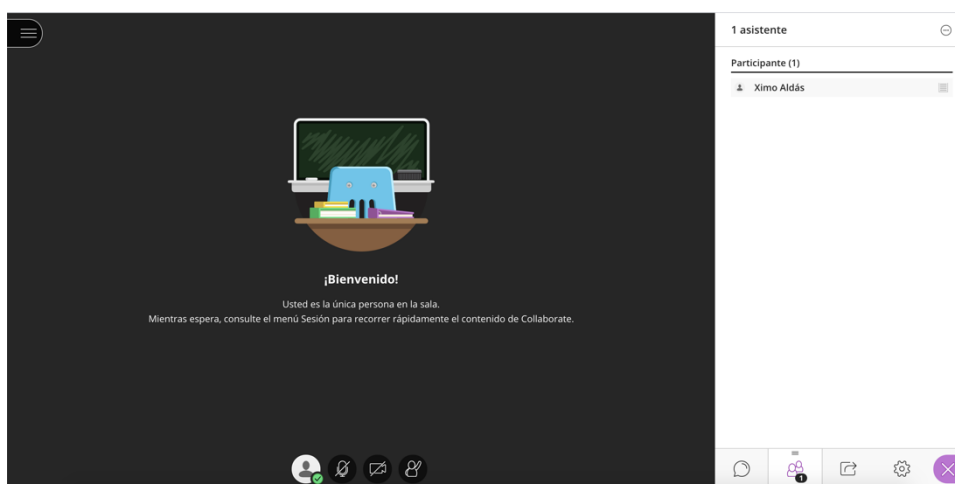 1 asistente
Participante (1)
Ximo Aldás
¡Bienvenido!
Usted es la única persona en la sala.
Mientras espera, consulte el menú Sesión para recorrer rápidamente el contenido de Collaborate.
1